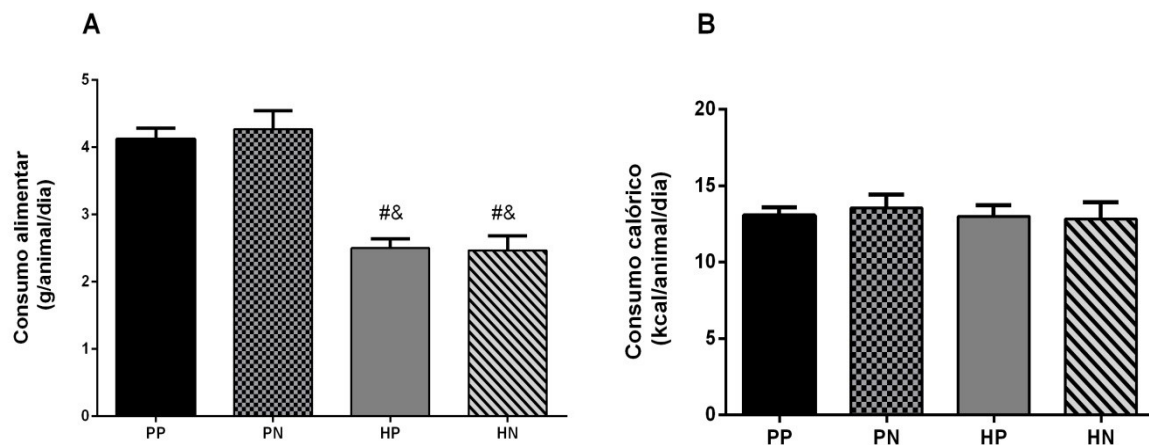 A
Consumo alimentar
(g/animal/dia)
5
4
3
2
1
0
#&
#&
PP PN HP HN
B
Consumo calórico
(kcal/animal/dia)
20
15
10
5
0
PP PN HP HN